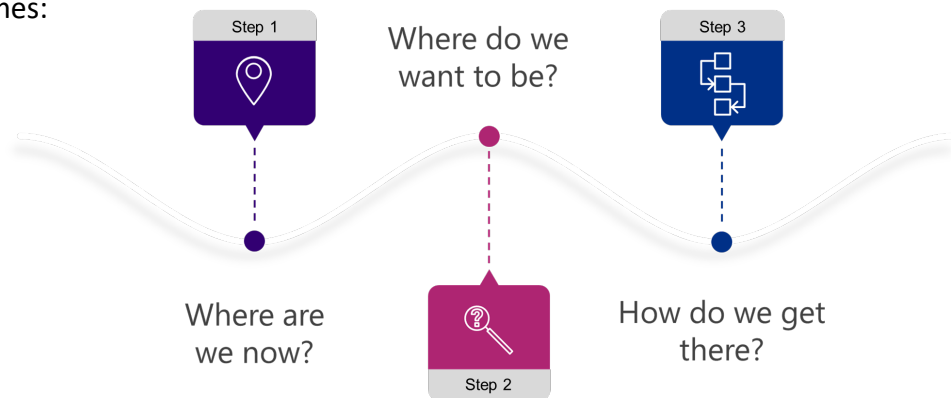 nes:
Step 1
Where are
we now?
Where do we
want to be?
?
Step 2
Step 3
How do we get
there?